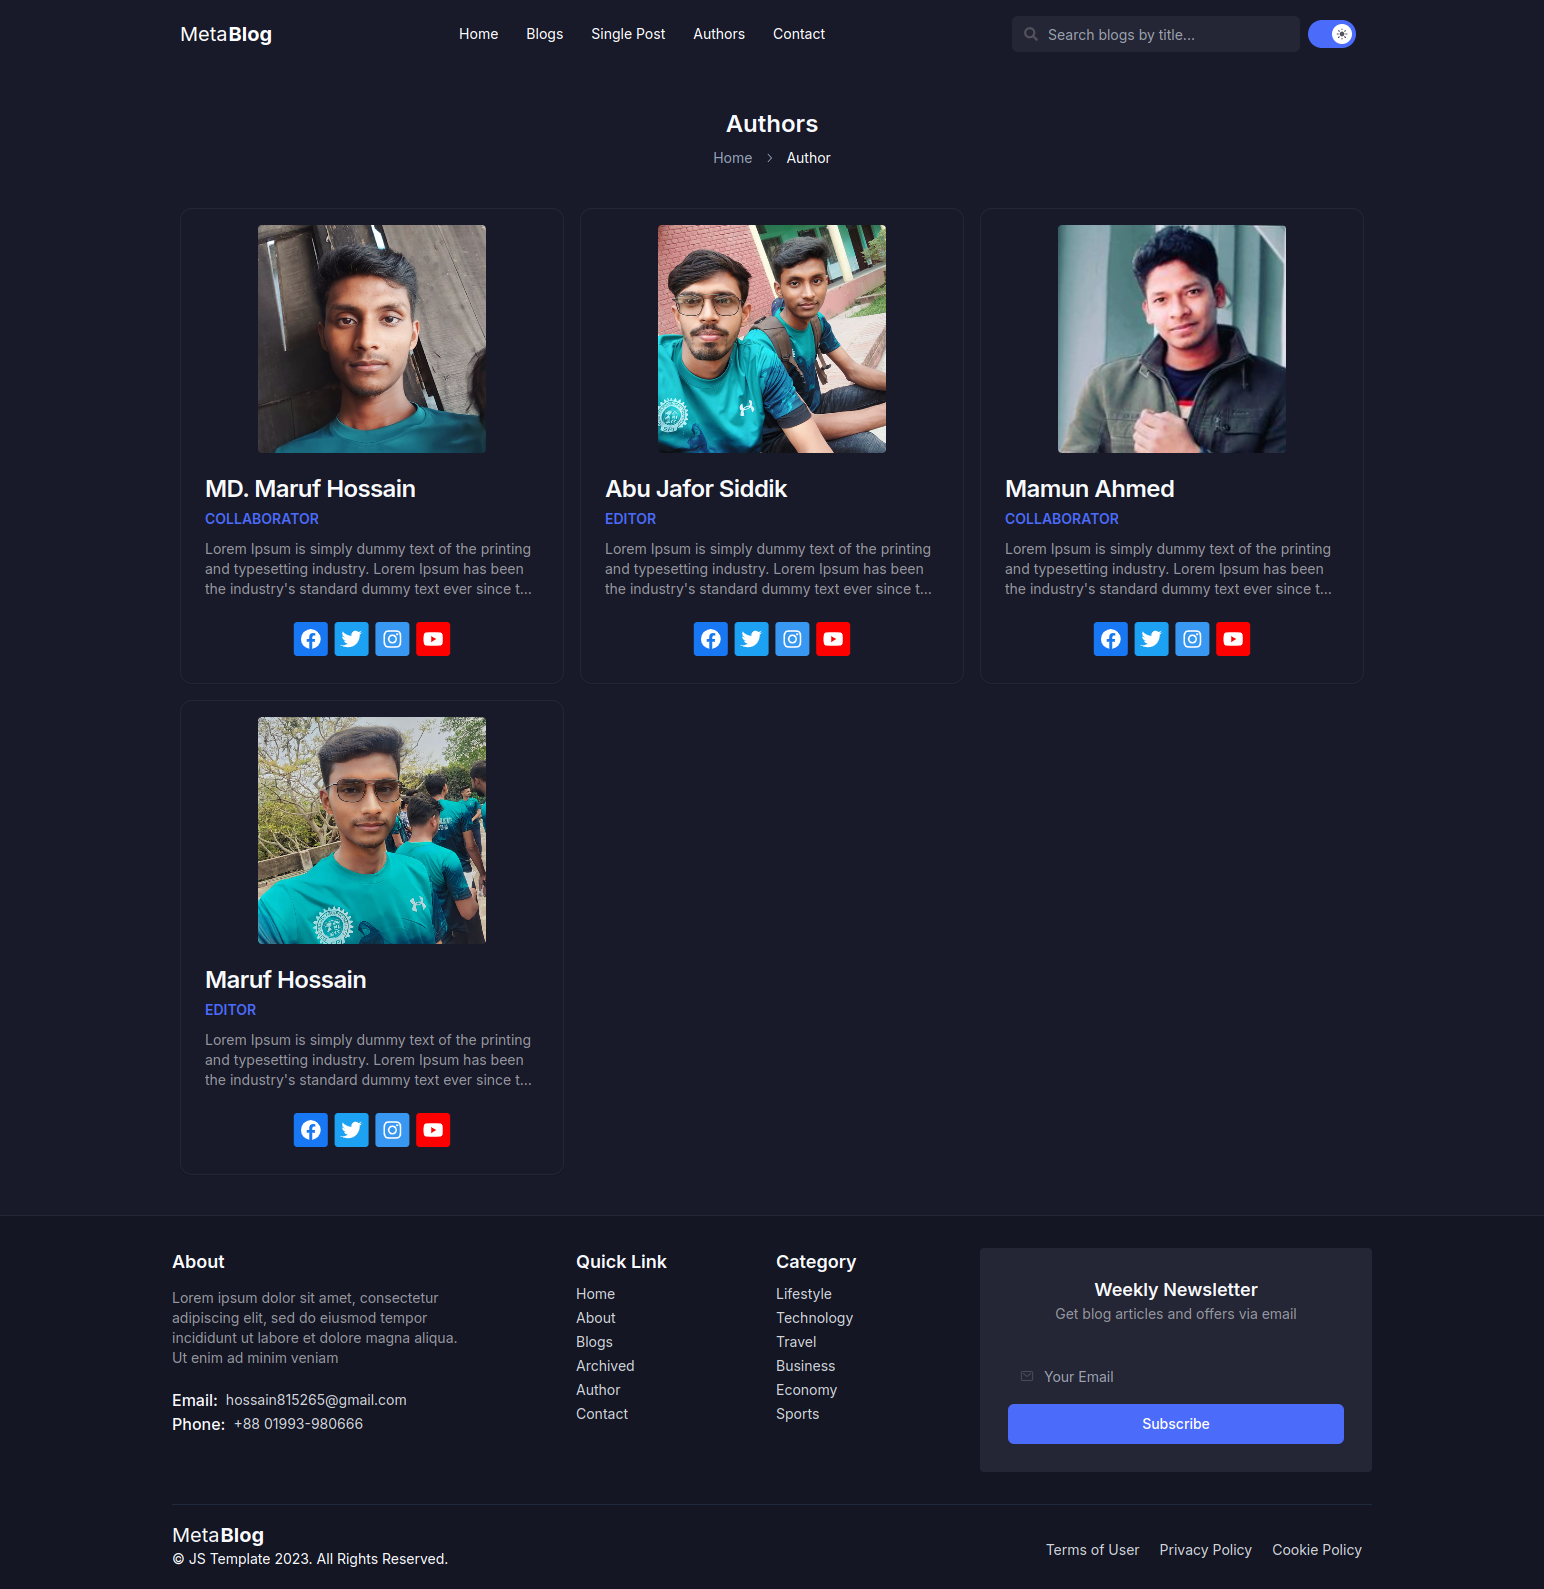 MetaBlog
Home Blogs Single Post Authors Contact
Search blogs by title...
Authors
Home > Author
MD. Maruf Hossain
COLLABORATOR
Lorem Ipsum is simply dummy text of the printing
and typesetting industry. Lorem Ipsum has been
the industry's standard dummy text ever since t...
Abu Jafor Siddik
EDITOR
Lorem Ipsum is simply dummy text of the printing
and typesetting industry. Lorem Ipsum has been
the industry's standard dummy text ever since t...
Mamun Ahmed
COLLABORATOR
Lorem Ipsum is simply dummy text of the printing
and typesetting industry. Lorem Ipsum has been
the industry's standard dummy text ever since t...
Maruf Hossain
EDITOR
Lorem Ipsum is simply dummy text of the printing
and typesetting industry. Lorem Ipsum has been
the industry's standard dummy text ever since t...
About
Lorem ipsum dolor sit amet, consectetur
adipiscing elit, sed do eiusmod tempor
incididunt ut labore et dolore magna aliqua.
Ut enim ad minim veniam
Email: hossain815265@gmail.com
Phone: +88 01993-980666
Quick Link
Home
About
Blogs
Archived
Author
Contact
Category
Lifestyle
Technology
Travel
Business
Economy
Sports
Weekly Newsletter
Get blog articles and offers via email
Your Email
Subscribe
MetaBlog
© JS Template 2023. All Rights Reserved.
Terms of User Privacy Policy Cookie Policy